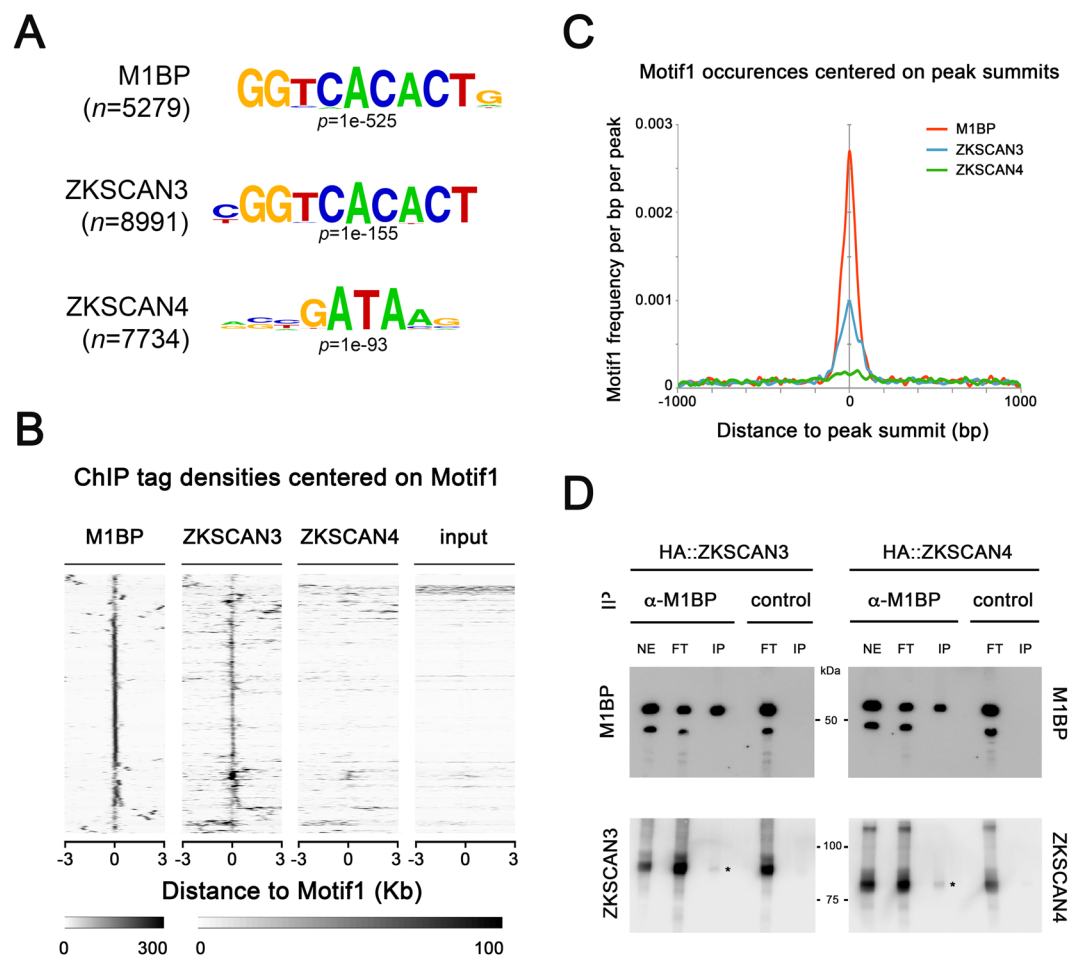 A
M1BP
(n=5279)
GGTCACACTG
p=1e-525
ZKSCAN3
(n=8991)
CGGTCACACT
p=1e-155
ZKSCAN4
(n=7734)
ACCGATAAG
p=1e-93
B
ChIP tag densities centered on Motif1
M1BP ZKSCAN3 ZKSCAN4 input
-3 0 3 -3 0 3 -3 0 3 -3 0 3
Distance to Motif1 (Kb)
0 300 0 100
C
Motif1 occurences centered on peak summits
Motif1 frequency per bp per peak
0.003
0.002
0.001
0
M1BP
ZKSCAN3
ZKSCAN4
-1000 0 1000
Distance to peak summit (bp)
D
HA::ZKSCAN3 HA::ZKSCAN4
IP α-M1BP control α-M1BP control
NE FT IP FT IP NE FT IP FT IP
kDa
M1BP - 50 M1BP
ZKSCAN3 * - 100 - 75 * ZKSCAN4